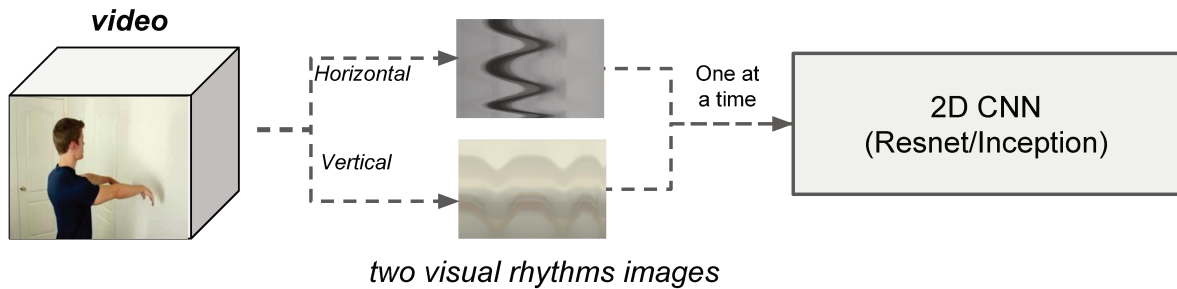 video
Horizontal
Vertical
One at
a time
2D CNN
(Resnet/Inception)
two visual rhythms images